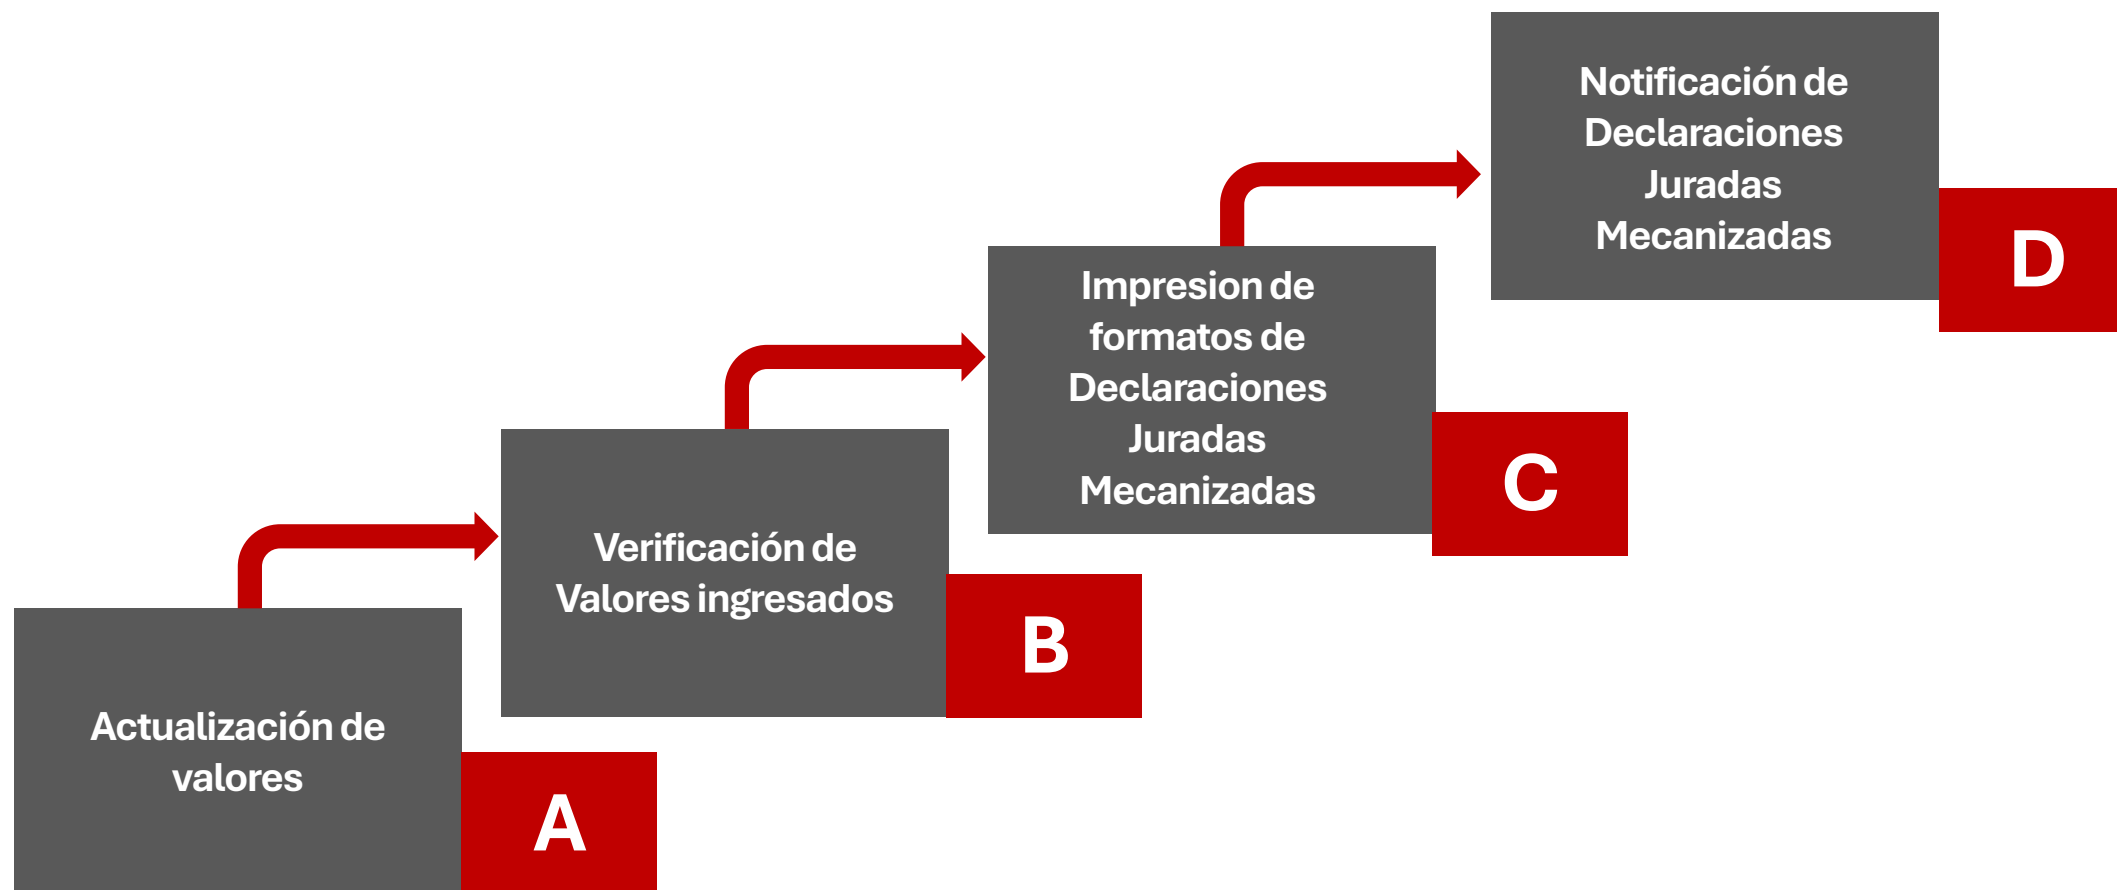 Actualización de
valores
A
Verificación de
Valores ingresados
B
Impresion de
formatos de
Declaraciones
Juradas
Mecanizadas
C
Notificación de
Declaraciones
Juradas
Mecanizadas
D